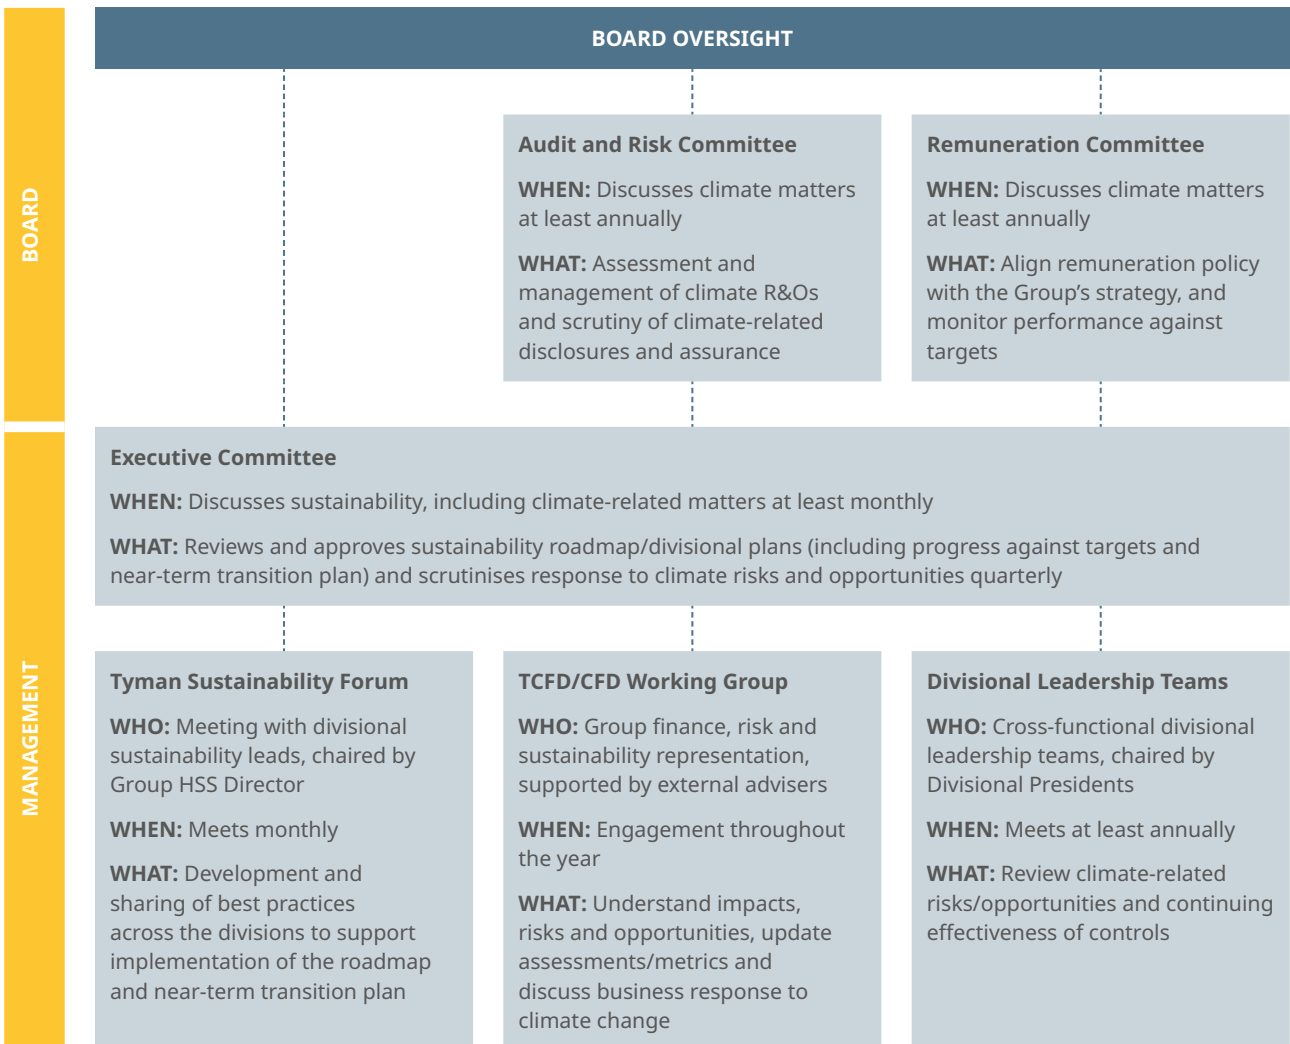 BOARD OVERSIGHT
BOARD
Audit and Risk Committee
WHEN: Discusses climate matters
at least annually
WHAT: Assessment and
management of climate R&Os
and scrutiny of climate-related
disclosures and assurance
Remuneration Committee
WHEN: Discusses climate matters
at least annually
WHAT: Align remuneration policy
with the Group’s strategy, and
monitor performance against
targets
MANAGEMENT
Executive Committee
WHEN: Discusses sustainability, including climate-related matters at least monthly
WHAT: Reviews and approves sustainability roadmap/divisional plans (including progress against targets and
near-term transition plan) and scrutinises response to climate risks and opportunities quarterly
Tyman Sustainability Forum
WHO: Meeting with divisional
sustainability leads, chaired by
Group HSS Director
WHEN: Meets monthly
WHAT: Development and
sharing of best practices
across the divisions to support
implementation of the roadmap
and near-term transition plan
TCFD/CFD Working Group
WHO: Group finance, risk and
sustainability representation,
supported by external advisers
WHEN: Engagement throughout
the year
WHAT: Understand impacts,
risks and opportunities, update
assessments/metrics and
discuss business response to
climate change
Divisional Leadership Teams
WHO: Cross-functional divisional
leadership teams, chaired by
Divisional Presidents
WHEN: Meets at least annually
WHAT: Review climate-related
risks/opportunities and continuing
effectiveness of controls